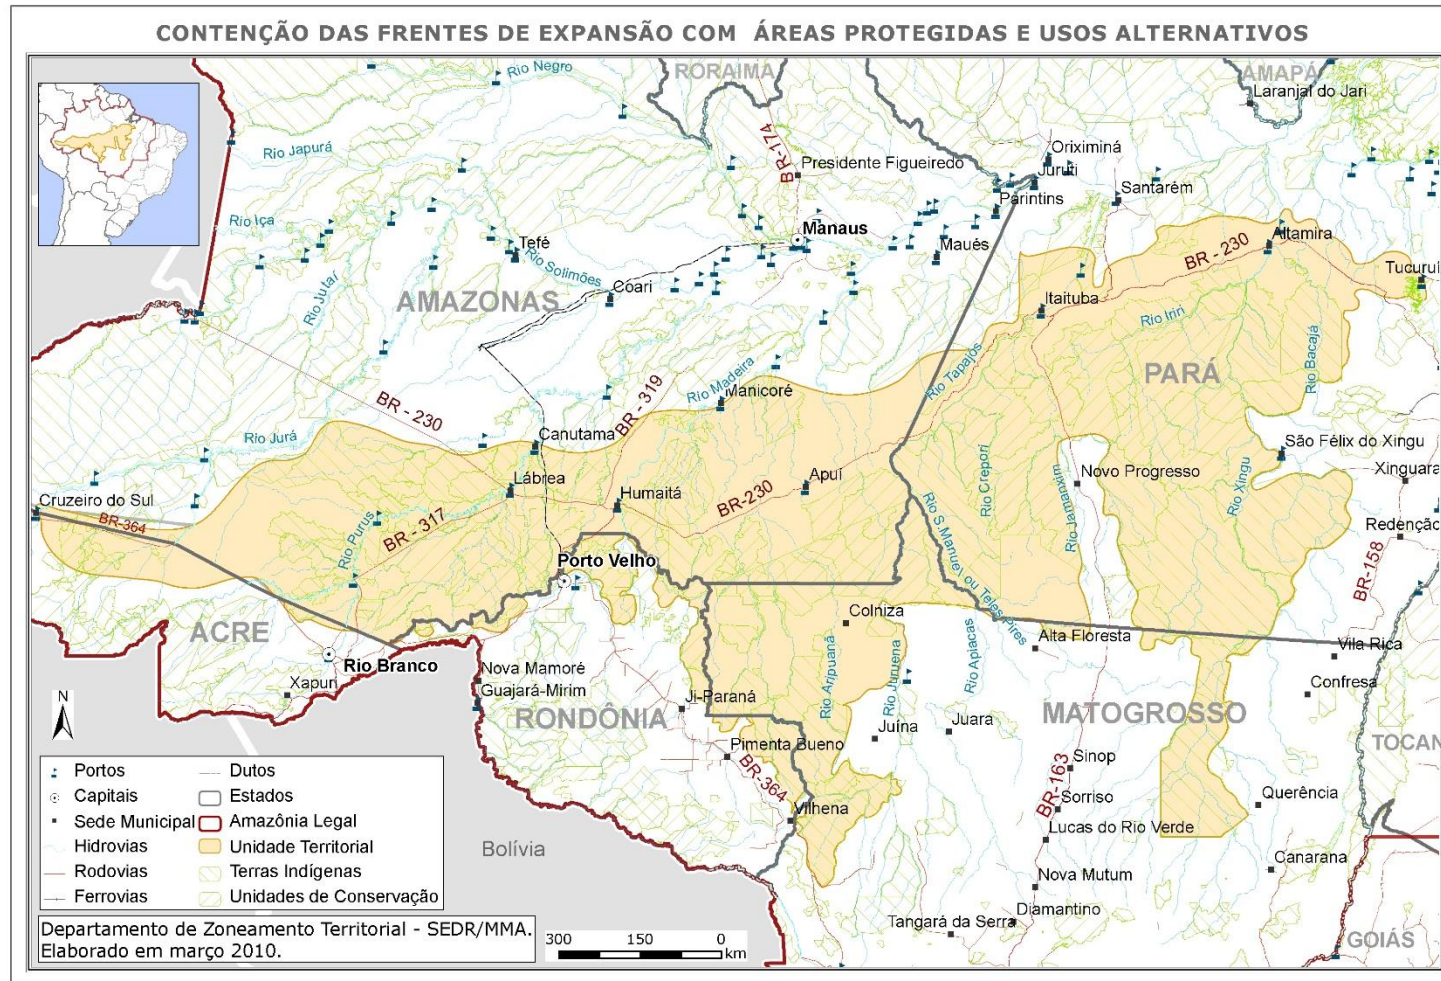 CONTENÇÃO DAS FRENTES DE EXPANSÃO COM ÁREAS PROTEGIDAS E USOS ALTERNATIVOS
RORAIMA
AMAPÁ
Rio Negro
Laranjal do Jari
Rio Japurá
BR-174
Presidente Figueiredo
Oriximiná
Juruti
Santarém
Parintins
Rio Iça
Manaus
Altamira
Tefé
Maués
BR - 230
Rio Solimões
Tucuruí
Rio Jutaí
AMAZONAS
Coari
Itaituba
Rio Iriri
Rio Bacajá
PARÁ
Rio Tapajós
Rio Madeira
Manicoré
BR - 319
BR - 230
Rio Jurá
Canutama
São Félix do Xingu
Xinguara
Lábrea
Apuí
Novo Progresso
Rio Crepori
Rio Jamanxim
Rio Xingu
Cruzeiro do Sul
Humaitá
BR-230
BR-364
Rio Purus
BR - 317
Redenção
Rio S.Manuel ou Teles Pires
Porto Velho
BR-158
ACRE
Colniza
Alta Floresta
Vila Rica
Rio Branco
Rio Aripuanã
Rio Juruena
Rio Apiacas
Nova Mamoré
Xapuri
Guajará-Mirim
Confresa
N
RONDÔNIA
Ji-Paraná
MATOGROSSO
Juína
Juara
TOCAN
Pimenta Bueno
BR-364
Sinop
BR-163
Querência
Sorriso
Vilhena
Lucas do Rio Verde
Bolívia
Canarana
Nova Mutum
Diamantino
Tangará da Serra
GOIÁS
Portos
Capitais
Sede Municipal
Hidrovias
Rodovias
Ferrovias
Dutos
Estados
Amazônia Legal
Unidade Territorial
Terras Indígenas
Unidades de Conservação
Departamento de Zoneamento Territorial - SEDR/MMA.
Elaborado em março 2010.
300 150 0
km